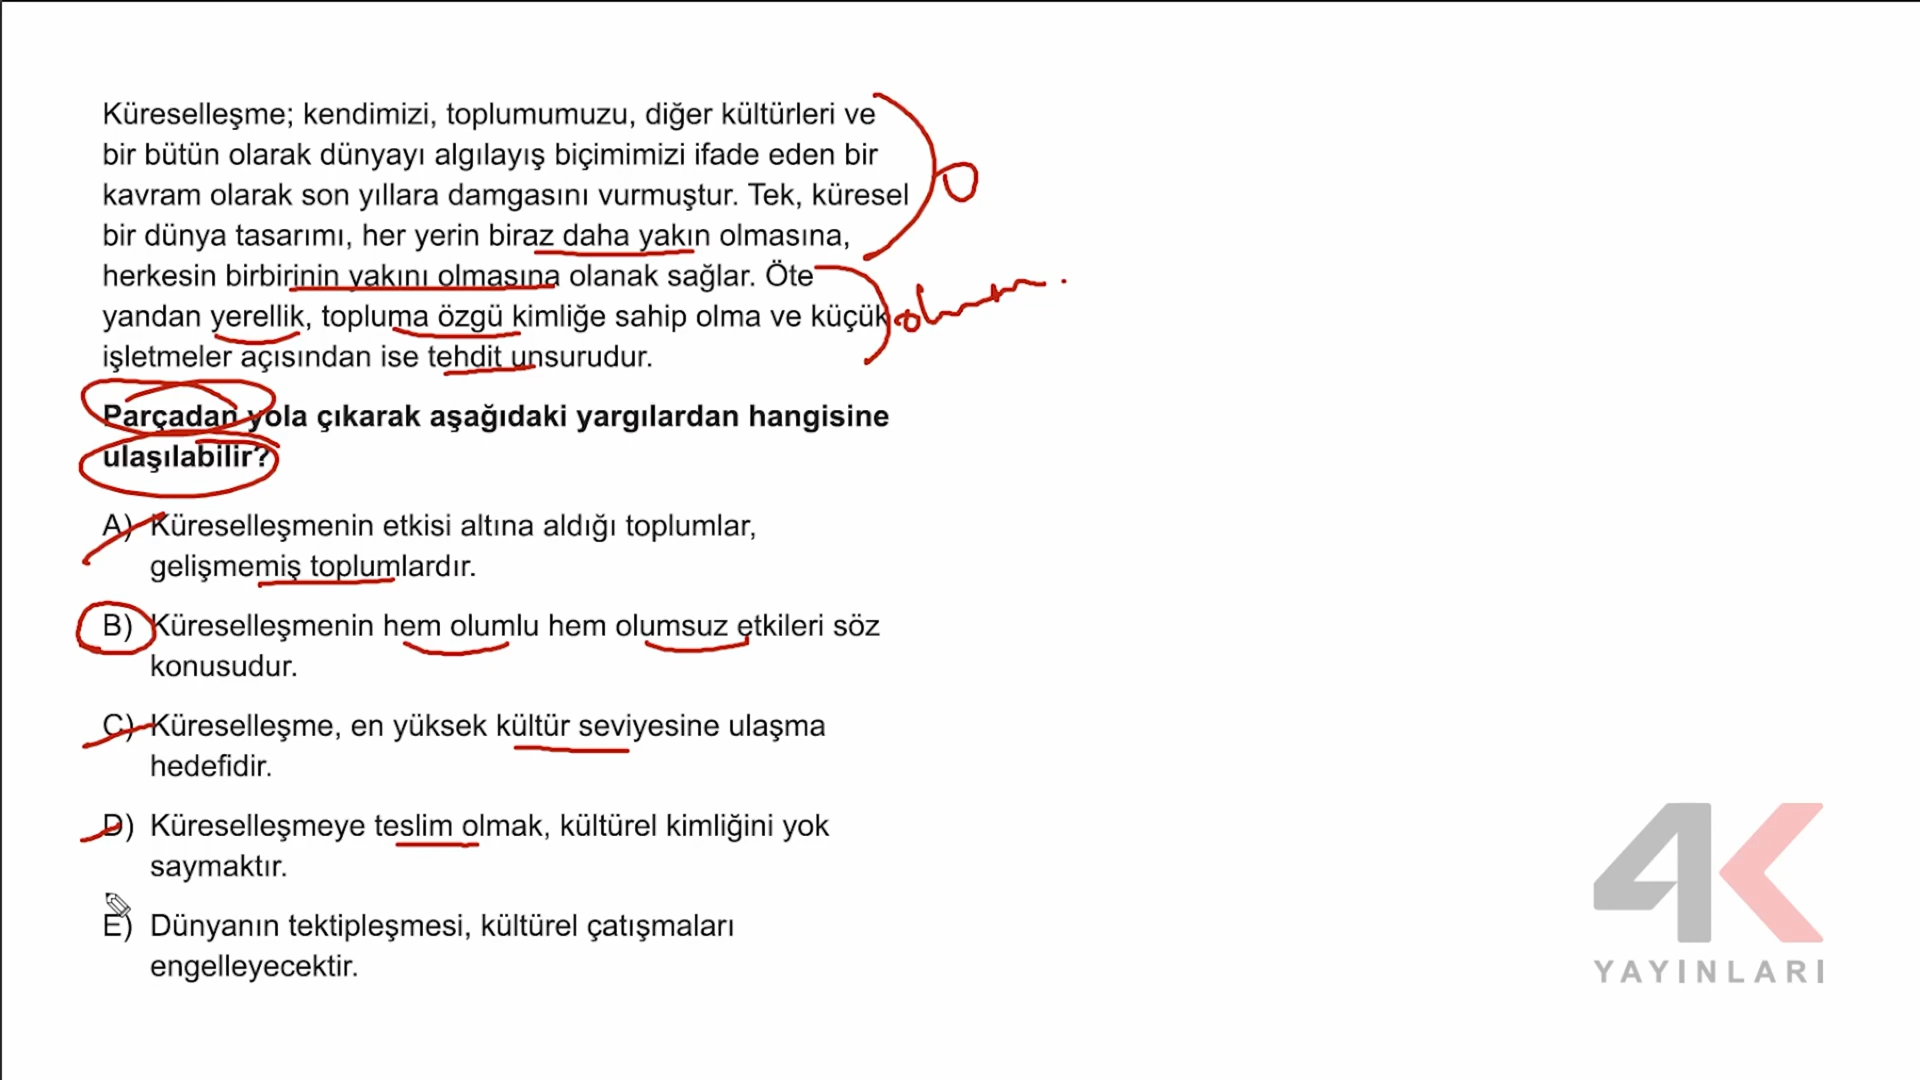 Küreselleşme; kendimizi, toplumumuzu, diğer kültürleri ve
bir bütün olarak dünyayı algılayış biçimimizi ifade eden bir
kavram olarak son yıllara damgasını vurmuştur. Tek, küresel
bir dünya tasarımı, her yerin biraz daha yakın olmasına,
herkesin birbirinin yakını olmasına olanak sağlar. Öte
yandan yerellik, topluma özgü kimliğe sahip olma ve küçük
işletmeler açısından ise tehdit unsurudur.
Parçadan yola çıkarak aşağıdaki yargılardan hangisine
ulaşılabilir?
A) Küreselleşmenin etkisi altına aldığı toplumlar,
gelişmemiş toplumlardır.
B) Küreselleşmenin hem olumlu hem olumsuz etkileri söz
konusudur.
C) Küreselleşme, en yüksek kültür seviyesine ulaşma
hedefidir.
D) Küreselleşmeye teslim olmak, kültürel kimliğini yok
saymaktır.
E) Dünyanın tektipleşmesi, kültürel çatışmaları
engelleyecektir.
4K
YAYINLARI